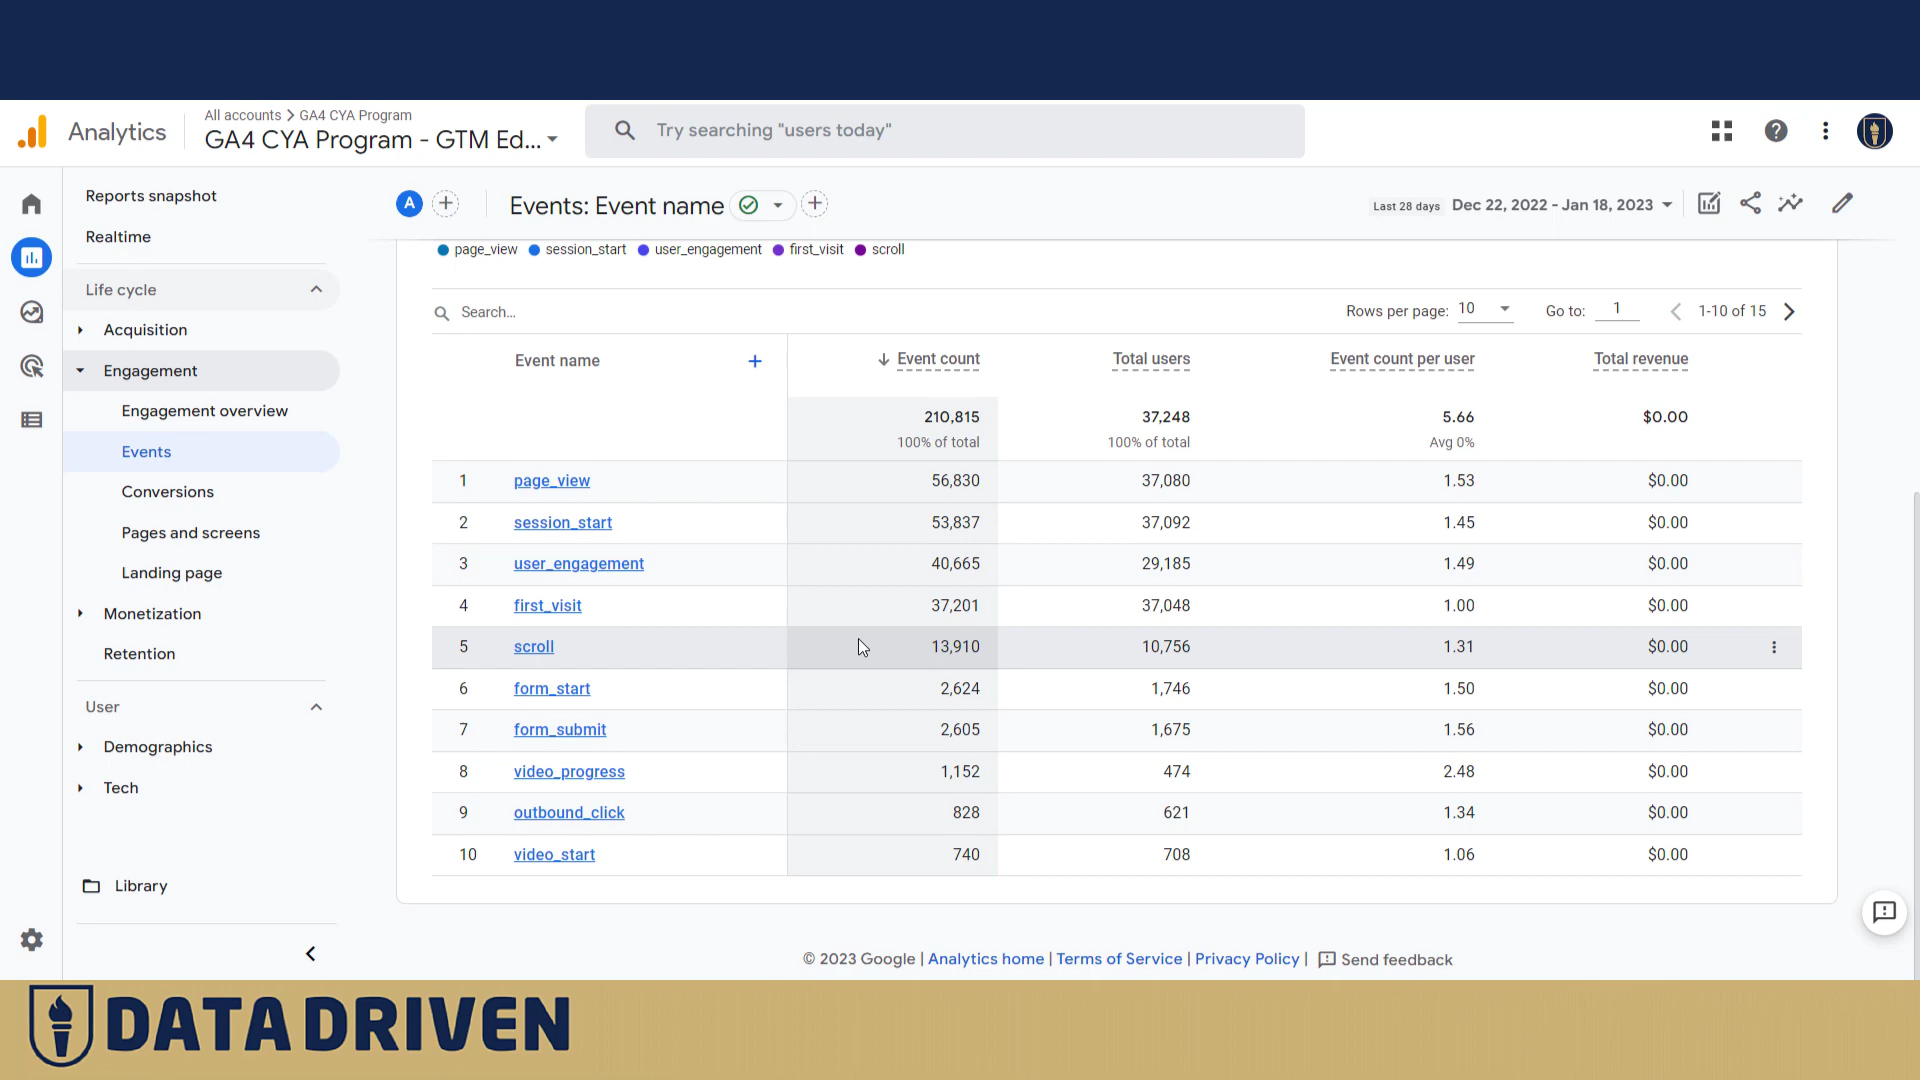 All accounts > GA4 CYA Program
Analytics
GA4 CYA Program - GTM Ed...
Try searching "users today"
Reports snapshot
Realtime
Life cycle
Acquisition
Engagement
Engagement overview
Events
Conversions
Pages and screens
Landing page
Monetization
Retention
User
Demographics
Tech
Library
A
Events: Event name
Last 28 days Dec 22, 2022 - Jan 18, 2023
page_view session_start user_engagement first_visit scroll
Search...
Rows per page: 10 Go to: 1 1-10 of 15
Event name + Event count Total users Event count per user Total revenue
210,815 37,248 5.66 $0.00
100% of total 100% of total Avg 0%
1 page_view 56,830 37,080 1.53 $0.00
2 session_start 53,837 37,092 1.45 $0.00
3 user_engagement 40,665 29,185 1.49 $0.00
4 first_visit 37,201 37,048 1.00 $0.00
5 scroll 13,910 10,756 1.31 $0.00
6 form_start 2,624 1,746 1.50 $0.00
7 form_submit 2,605 1,675 1.56 $0.00
8 video_progress 1,152 474 2.48 $0.00
9 outbound_click 828 621 1.34 $0.00
10 video_start 740 708 1.06 $0.00
© 2023 Google | Analytics home | Terms of Service | Privacy Policy | Send feedback
DATA DRIVEN